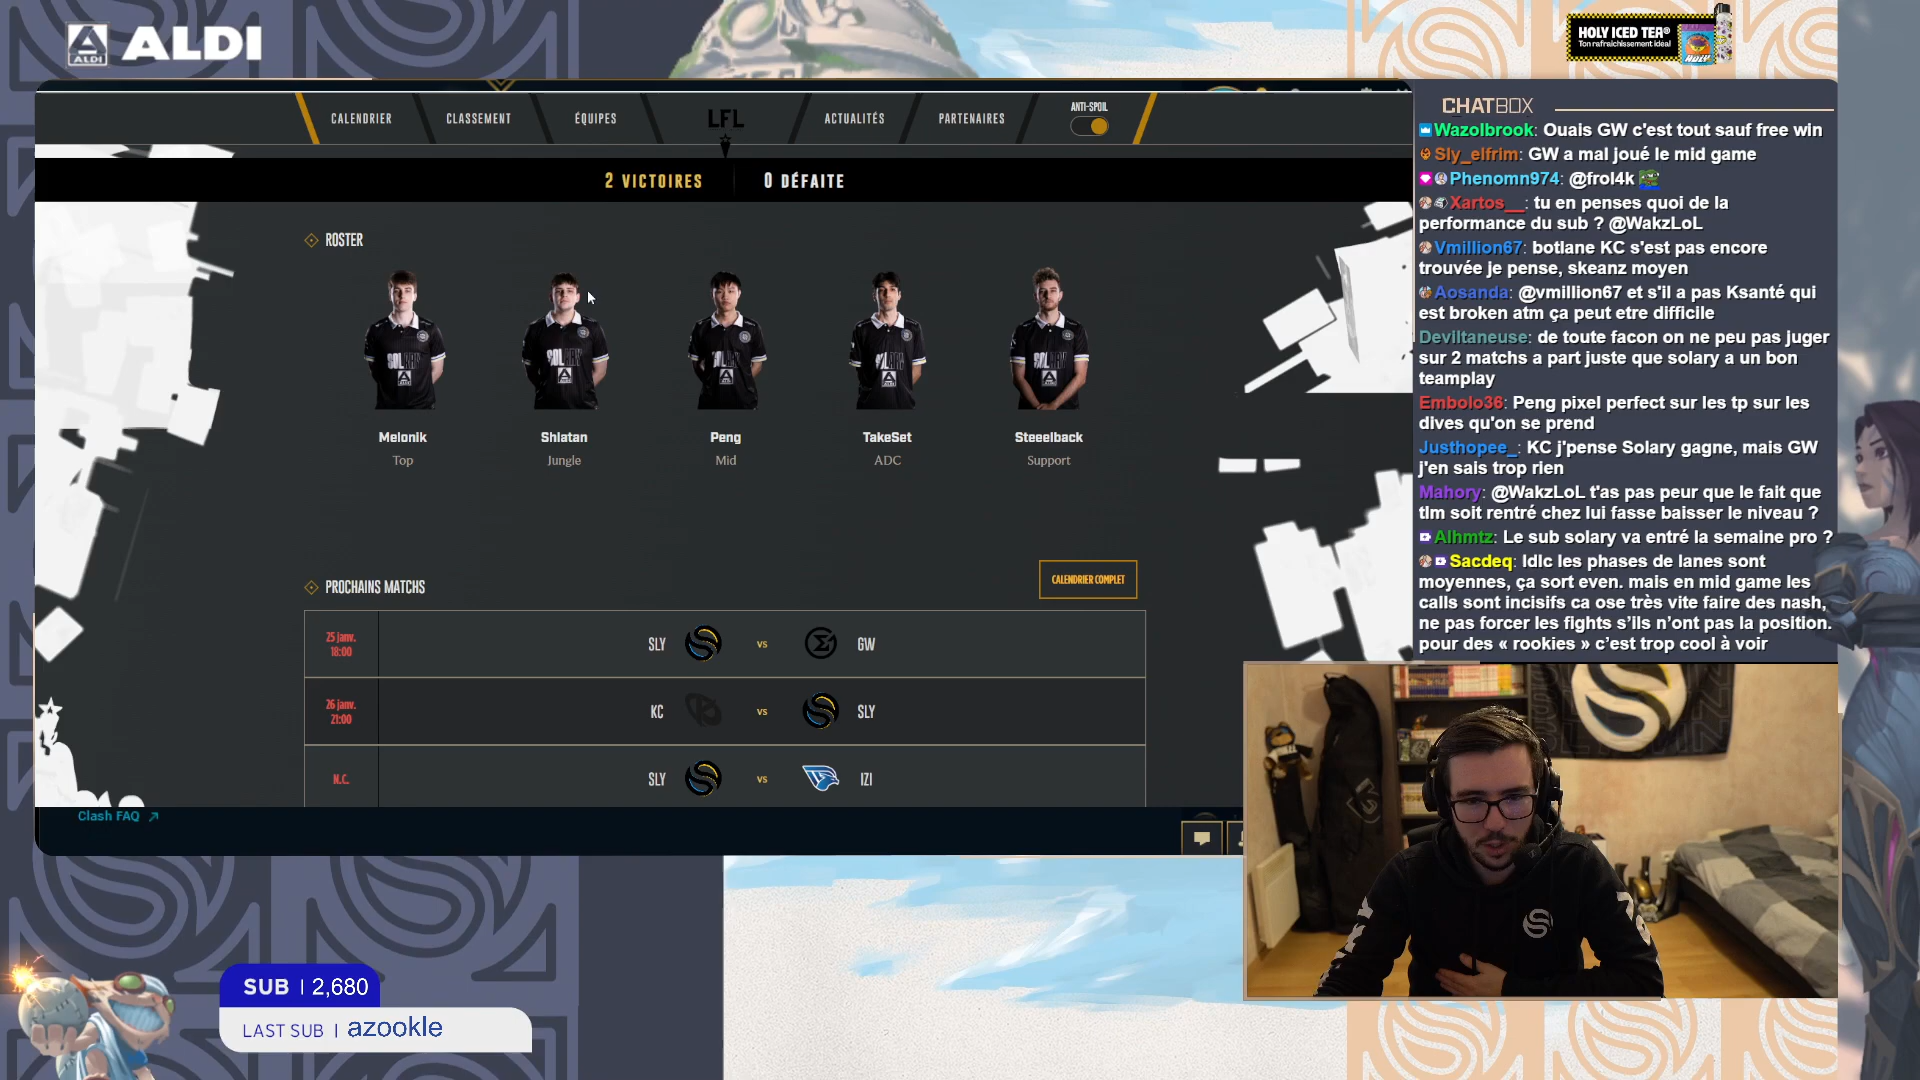 ALDI
ALDI
HOLY ICED TEA®
Ton rafraîchissement idéal
HOLY
CALENDRIER
CLASSEMENT
ÉQUIPES
LFL
ACTUALITÉS
PARTENAIRES
ANTI-SPOIL
2 VICTOIRES
0 DÉFAITE
ROSTER
Melonik
Top
Shlatan
Jungle
Peng
Mid
TakeSet
ADC
Steeelback
Support
PROCHAINS MATCHS
CALENDRIER COMPLET
25 janv.
18:00
SLY vs GW
26 janv.
21:00
KC vs SLY
N.C.
SLY vs IZI
Clash FAQ
CHATBOX
Wazolbrook: Ouais GW c'est tout sauf free win
Sly_elfrim: GW a mal joué le mid game
Phenomn974: @frol4k
Xartos__: tu en penses quoi de la
performance du sub ? @WakzLoL
Vmillion67: botlane KC s'est pas encore
trouvée je pense, skeanz moyen
Aosanda: @vmillion67 et s'il a pas Ksanté qui
est broken atm ça peut etre difficile
Deviltaneuse: de toute facon on ne peu pas juger
sur 2 matchs a part juste que solary a un bon
teamplay
Embolo36: Peng pixel perfect sur les tp sur les
dives qu'on se prend
Justhopee_: KC j'pense Solary gagne, mais GW
j'en sais trop rien
Mahory: @WakzLoL t'as pas peur que le fait que
tlm soit rentré chez lui fasse baisser le niveau ?
Alhmtz: Le sub solary va entré la semaine pro ?
Sacdeq: Idlc les phases de lanes sont
moyennes, ça sort even. mais en mid game les
calls sont incisifs ca ose très vite faire des nash,
ne pas forcer les fights s'ils n'ont pas la position.
pour des « rookies » c'est trop cool à voir
SUB | 2,680
LAST SUB | azookle